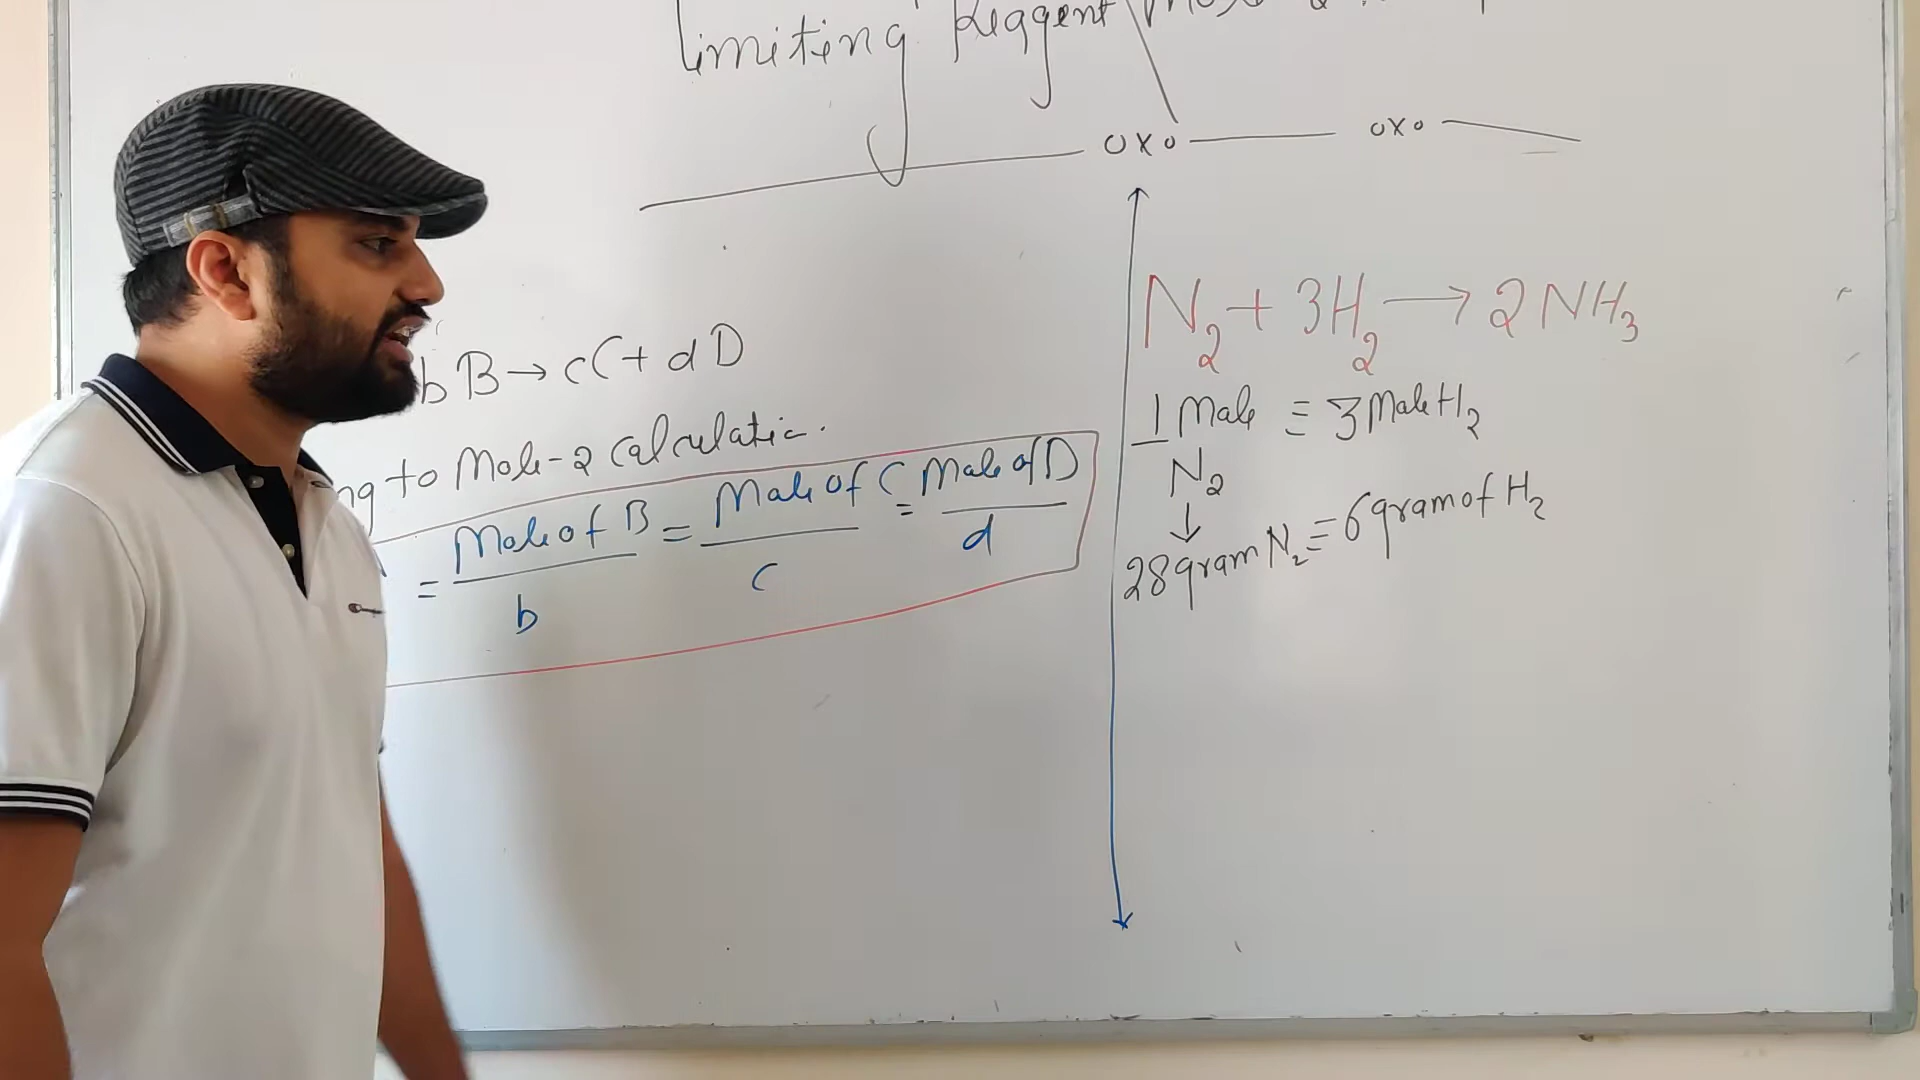 limiting Reagent
oxo oxo
bB→cC+dD
ng to Mole-2 calculatic.
= Mole of B = Mole of C = Mole of D
b c d
N₂+3H₂→2NH₃
1 Mole ≡ 3 Mole H₂
N₂
↓
28 gram N₂ = 6 gram of H₂